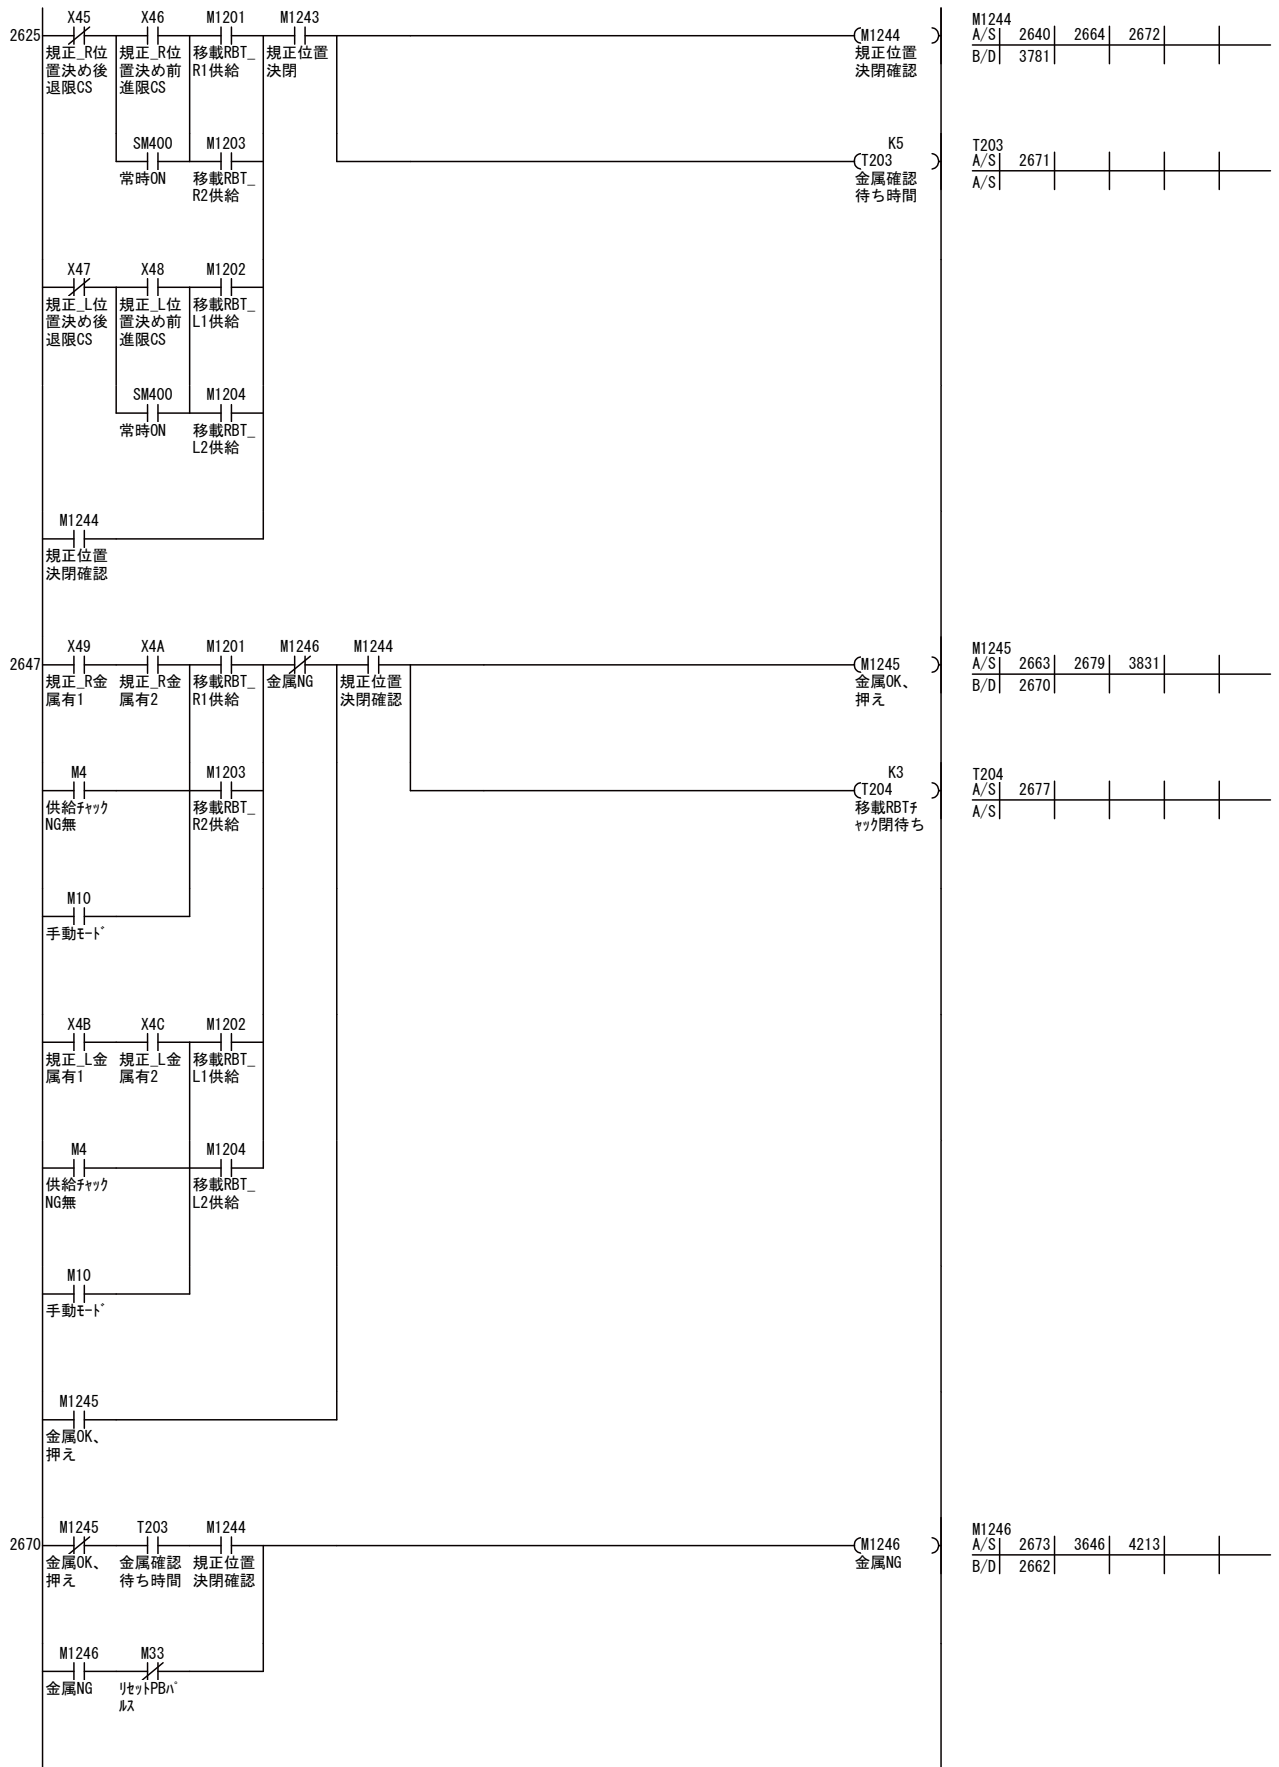 X45 X46 M1201 M1243
2625 (M1244 )
規正_R位 規正_R位 移載RBT_ 規正位置 規正位置
置決め後 置決め前 R1供給 決閉 決閉確認
退限CS 進限CS
M1244
A/S 2640 2664 2672
B/D 3781
SM400 M1203 K5
(T203 )
常時ON 移載RBT_ 金属確認
R2供給 待ち時間
T203
A/S 2671
A/S
X47 X48 M1202
規正_L位 規正_L位 移載RBT_
置決め後 置決め前 L1供給
退限CS 進限CS
SM400 M1204
常時ON 移載RBT_
L2供給
M1244
規正位置
決閉確認
X49 X4A M1201 M1246 M1244
2647 (M1245 )
規正_R金 規正_R金 移載RBT_ 金属NG 規正位置 金属OK、
属有1 属有2 R1供給 決閉確認 押え
M1245
A/S 2663 2679 3831
B/D 2670
M4 M1203 K3
(T204 )
供給ﾁｬｯｸ 移載RBT_ 移載RBTﾁ
NG無 R2供給 ｬｯｸ閉待ち
T204
A/S 2677
A/S
M10
手動ﾓｰﾄﾞ
X4B X4C M1202
規正_L金 規正_L金 移載RBT_
属有1 属有2 L1供給
M4 M1204
供給ﾁｬｯｸ 移載RBT_
NG無 L2供給
M10
手動ﾓｰﾄﾞ
M1245
金属OK、
押え
M1245 T203 M1244
2670 (M1246 )
金属OK、 金属確認 規正位置 金属NG
押え 待ち時間 決閉確認
M1246
A/S 2673 3646 4213
B/D 2662
M1246 M33
金属NG ﾘｾｯﾄPBﾊﾟ
ﾙｽ